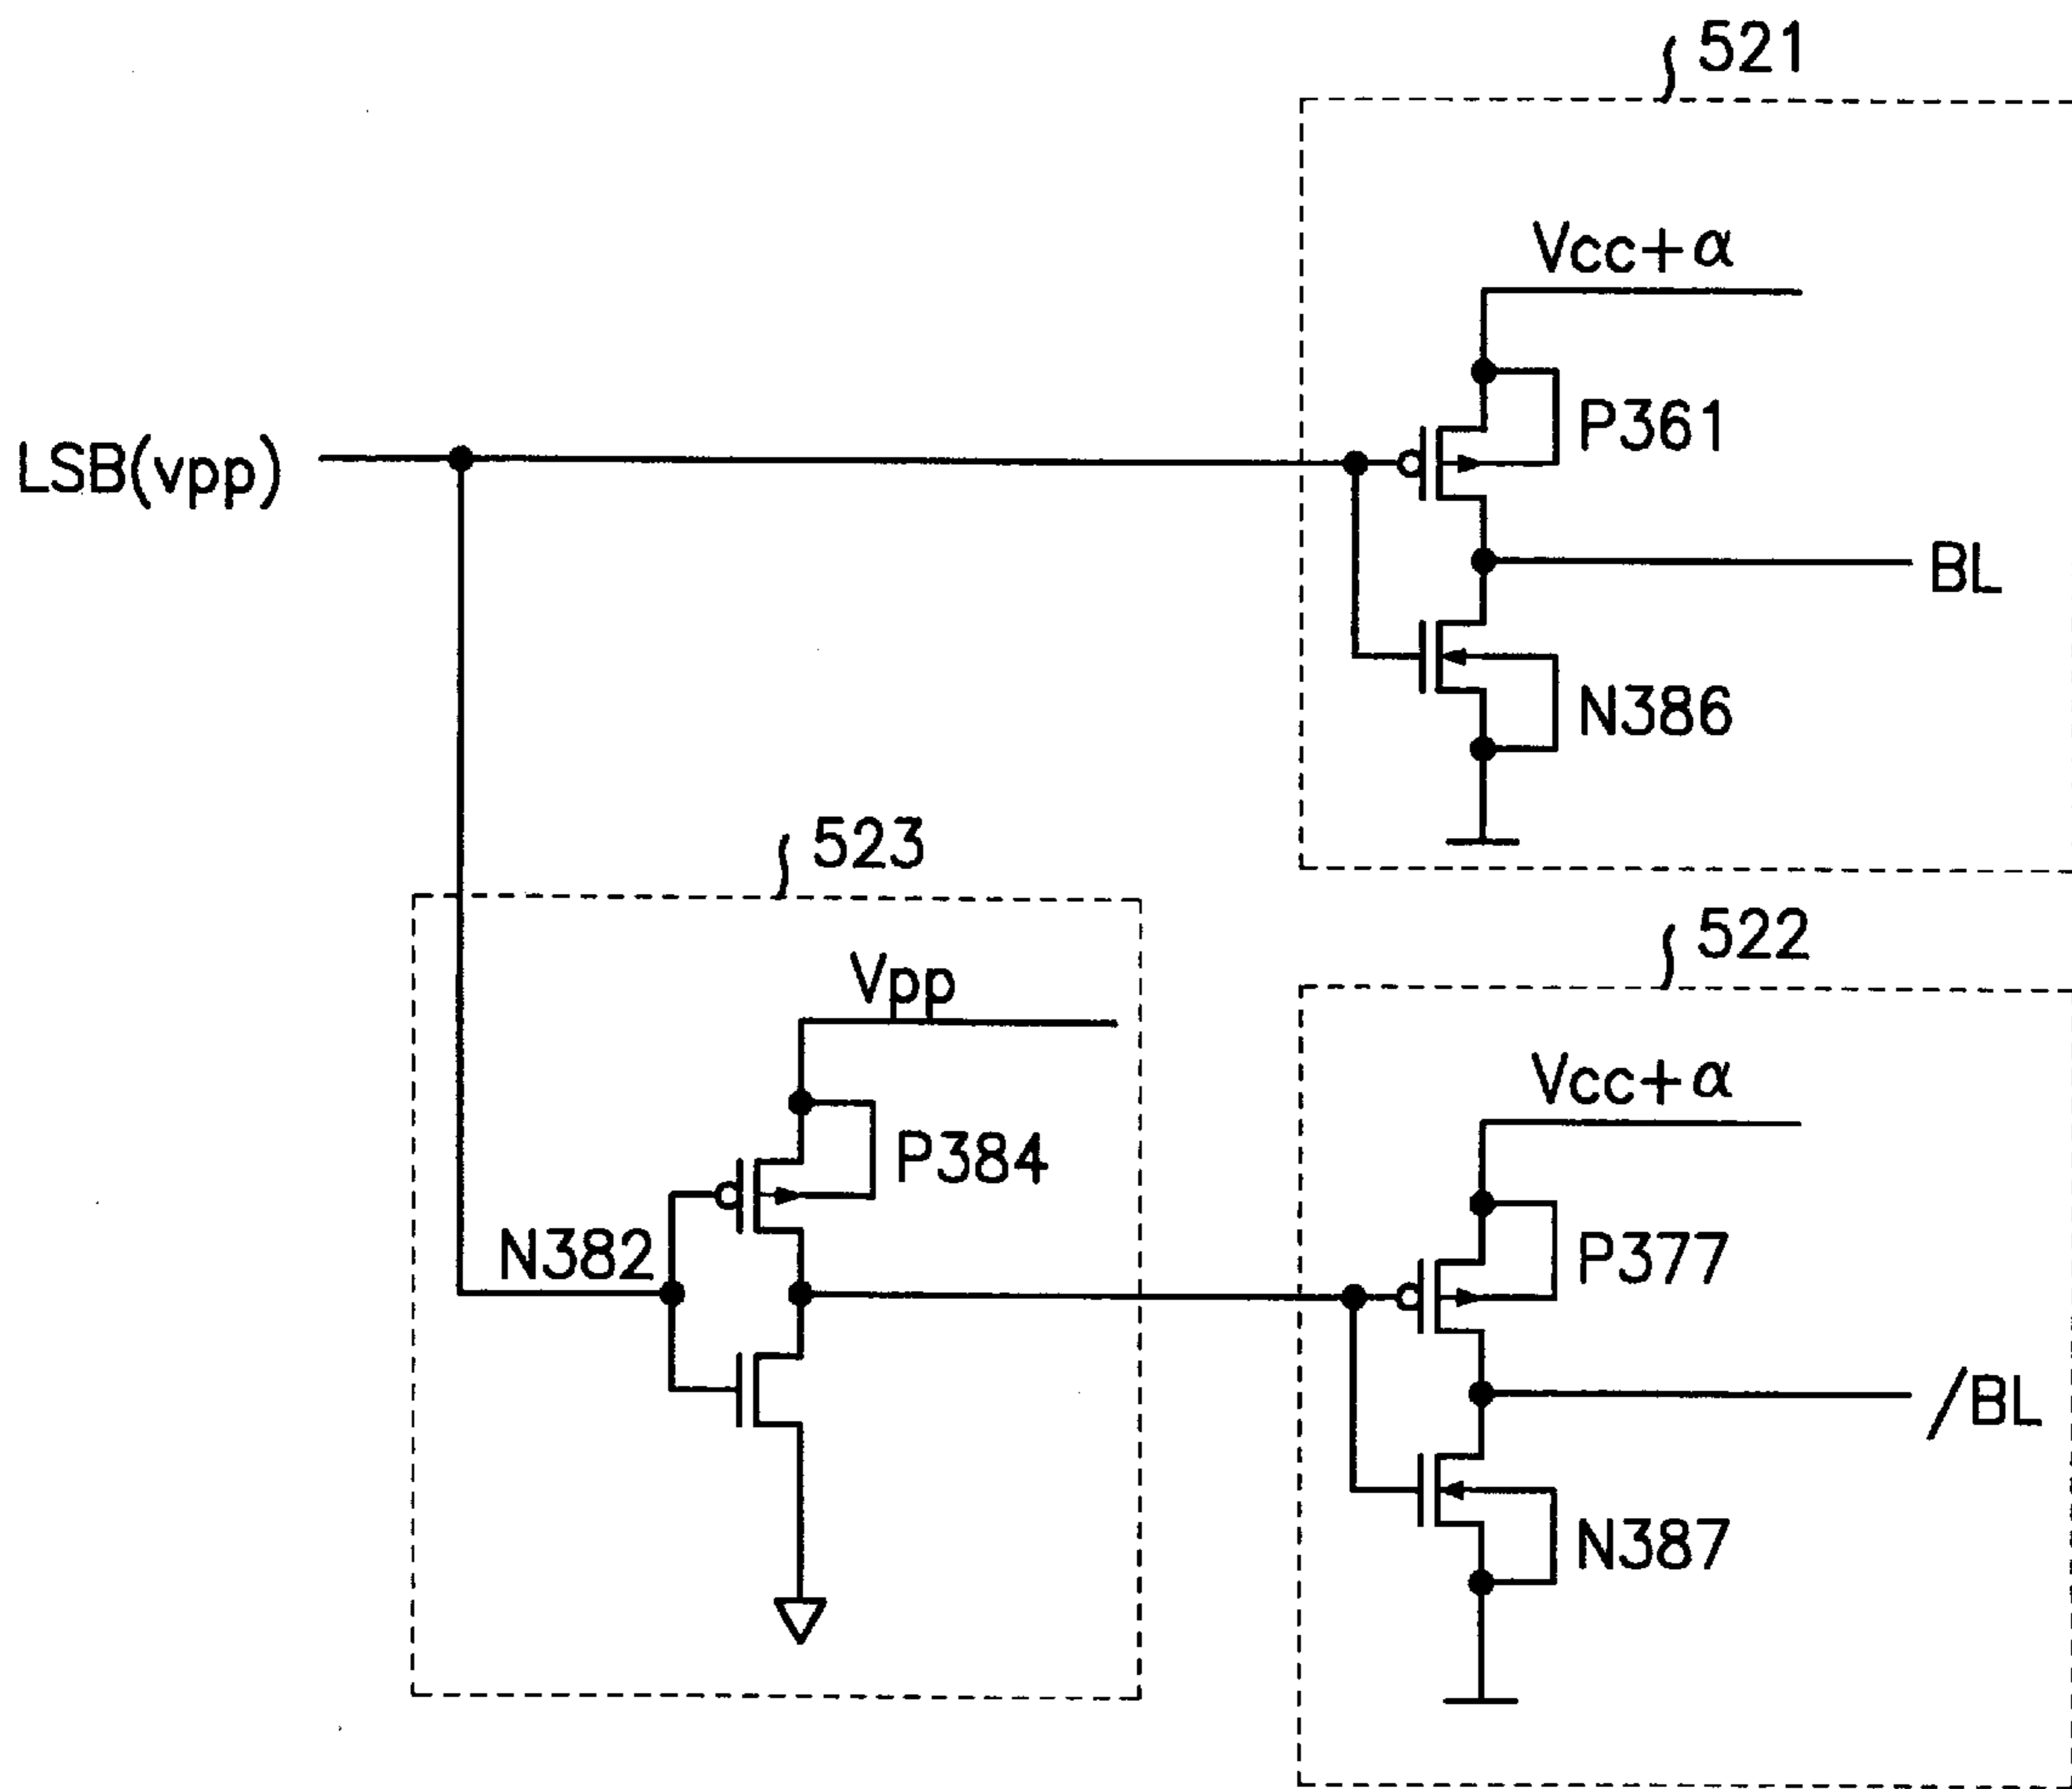 521
Vcc+α
P361
LSB(vpp)
BL
N386
523
522
Vpp
Vcc+α
P384
N382
P377
/BL
N387